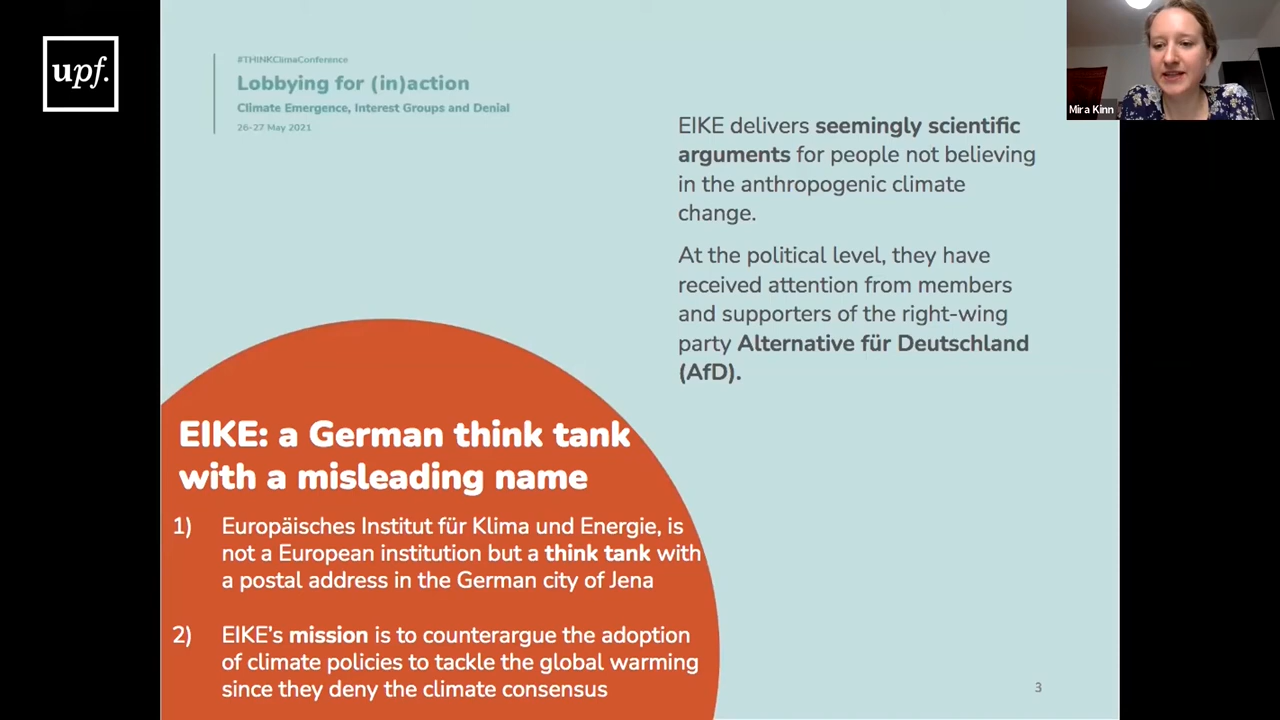 upf.
#THINKClimaConference
Lobbying for (in)action
Climate Emergence, Interest Groups and Denial
26-27 May 2021
Mira Kinn
EIKE delivers seemingly scientific
arguments for people not believing
in the anthropogenic climate
change.
At the political level, they have
received attention from members
and supporters of the right-wing
party Alternative für Deutschland
(AfD).
EIKE: a German think tank
with a misleading name
1) Europäisches Institut für Klima und Energie, is
not a European institution but a think tank with
a postal address in the German city of Jena
2) EIKE's mission is to counterargue the adoption
of climate policies to tackle the global warming
since they deny the climate consensus
3